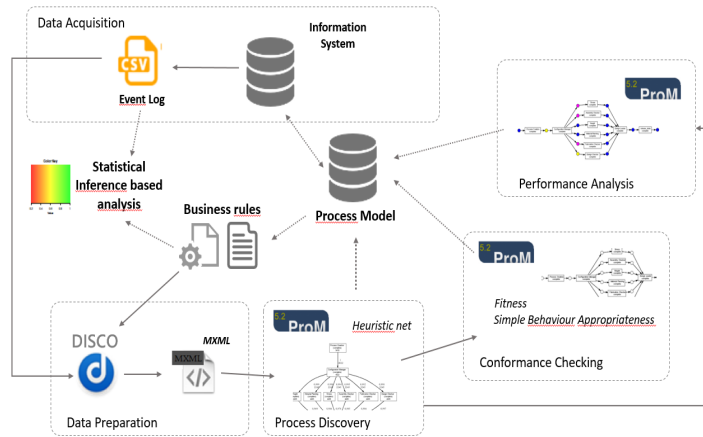 Data Acquisition
Information
System
CSV
Event Log
5.2
ProM
Performance Analysis
Color Key
Value
Statistical
Inference based
analysis
Business rules
Process Model
5.2
ProM
Fitness
Simple Behaviour Appropriateness
Conformance Checking
DISCO
MXML
MXML
</>
Data Preparation
5.2
ProM
Heuristic net
Process Discovery